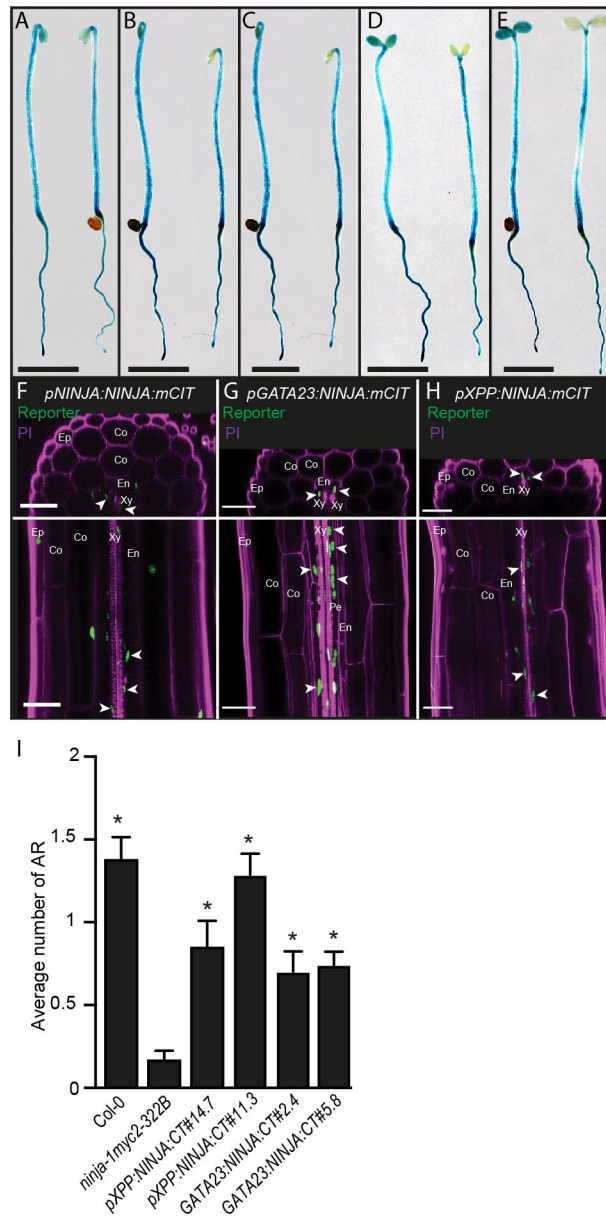 A
B
C
D
E
F
pNINJA:NINJA:mCIT
Reporter
PI
Ep
Co
Co
En
Xy
Ep
Co
Co
Xy
En
G
pGATA23:NINJA:mCIT
Reporter
PI
Co
Co
Ep
En
Xy
Xy
Ep
Xy
Co
Co
Pe
En
H
pXPP:NINJA:mCIT
Reporter
PI
Co
Co
Ep
En
Xy
Ep
Xy
Co
En
Co
I
Average number of AR
2
1.5
1
0.5
0
*
*
*
*
*
Col-0
ninja-1myc2-322B
pXPP:NINJA:CT#14.7
pXPP:NINJA:CT#11.3
GATA23:NINJA:CT#2.4
GATA23:NINJA:CT#5.8